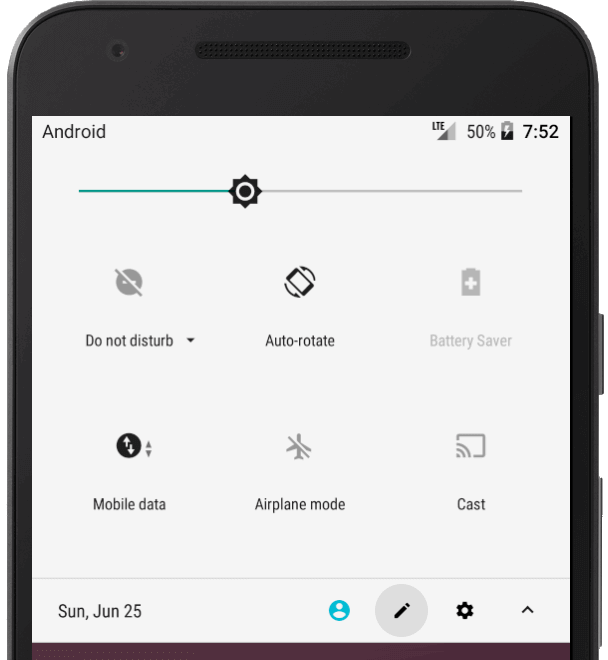 Android LTE 50% 7:52
Do not disturb Auto-rotate Battery Saver
Mobile data Airplane mode Cast
Sun, Jun 25